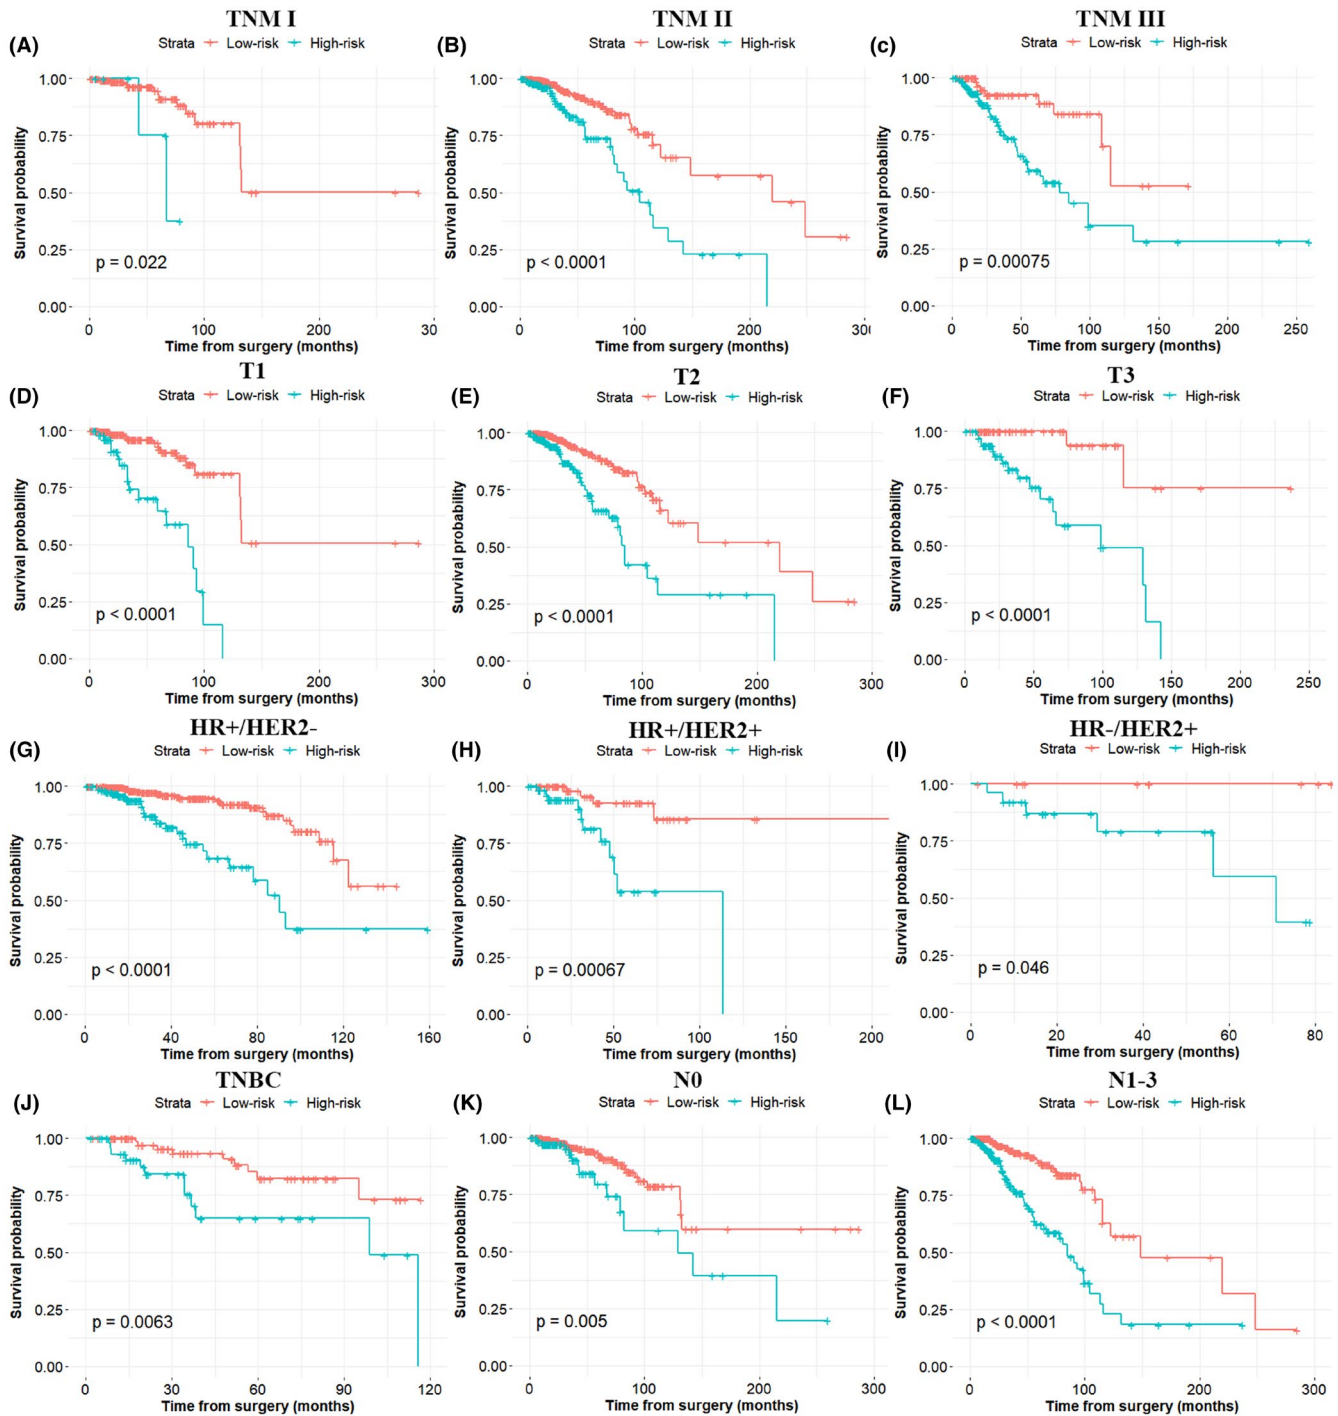 TNM I
(A)
Strata Low-risk High-risk
Survival probability
1.00
0.75
0.50
0.25
0.00
p = 0.022
0 100 200 30
Time from surgery (months)
TNM II
(B)
Strata Low-risk High-risk
Survival probability
1.00
0.75
0.50
0.25
0.00
p < 0.0001
0 100 200 300
Time from surgery (months)
TNM III
(c)
Strata Low-risk High-risk
Survival probability
1.00
0.75
0.50
0.25
0.00
p = 0.00075
0 50 100 150 200 250
Time from surgery (months)
T1
(D)
Strata Low-risk High-risk
Survival probability
1.00
0.75
0.50
0.25
0.00
p < 0.0001
0 100 200 300
Time from surgery (months)
T2
(E)
Strata Low-risk High-risk
Survival probability
1.00
0.75
0.50
0.25
0.00
p < 0.0001
0 100 200 300
Time from surgery (months)
T3
(F)
Strata Low-risk High-risk
Survival probability
1.00
0.75
0.50
0.25
0.00
p < 0.0001
0 50 100 150 200 250
Time from surgery (months)
HR+/HER2-
(G)
Strata Low-risk High-risk
Survival probability
1.00
0.75
0.50
0.25
0.00
p < 0.0001
0 40 80 120 160
Time from surgery (months)
HR+/HER2+
(H)
Strata Low-risk High-risk
Survival probability
1.00
0.75
0.50
0.25
0.00
p = 0.00067
0 25 50 75 100 150 200
Time from surgery (months)
HR-/HER2+
(I)
Strata Low-risk High-risk
Survival probability
1.00
0.75
0.50
0.25
0.00
p = 0.046
0 20 40 60 80
Time from surgery (months)
TNBC
(J)
Strata Low-risk High-risk
Survival probability
1.00
0.75
0.50
0.25
0.00
p = 0.0063
0 30 60 90 120
Time from surgery (months)
N0
(K)
Strata Low-risk High-risk
Survival probability
1.00
0.75
0.50
0.25
0.00
p = 0.005
0 100 200 300
Time from surgery (months)
N1-3
(L)
Strata Low-risk High-risk
Survival probability
1.00
0.75
0.50
0.25
0.00
p < 0.0001
0 100 200 300
Time from surgery (months)